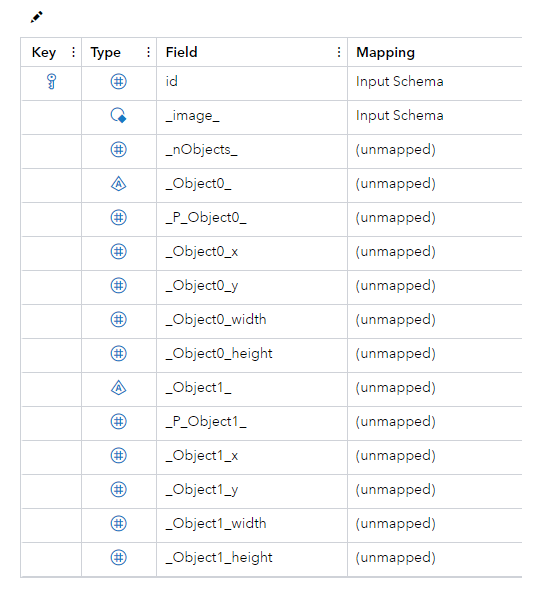 Key Type Field Mapping
id Input Schema
_image_ Input Schema
_nObjects_ (unmapped)
_Object0_ (unmapped)
_P_Object0_ (unmapped)
_Object0_x (unmapped)
_Object0_y (unmapped)
_Object0_width (unmapped)
_Object0_height (unmapped)
_Object1_ (unmapped)
_P_Object1_ (unmapped)
_Object1_x (unmapped)
_Object1_y (unmapped)
_Object1_width (unmapped)
_Object1_height (unmapped)